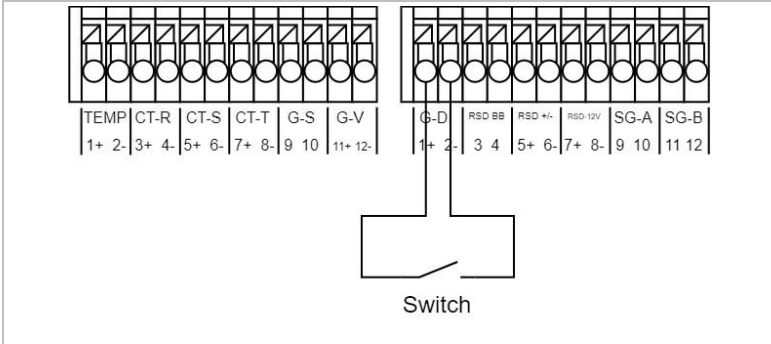 TEMP CT-R CT-S CT-T G-S G-V
1+ 2- 3+ 4- 5+ 6- 7+ 8- 9 10 11+ 12-
G-D RSD BB RSD +/- RSD-12V SG-A SG-B
1+ 2- 3 4 5+ 6- 7+ 8- 9 10 11 12
Switch